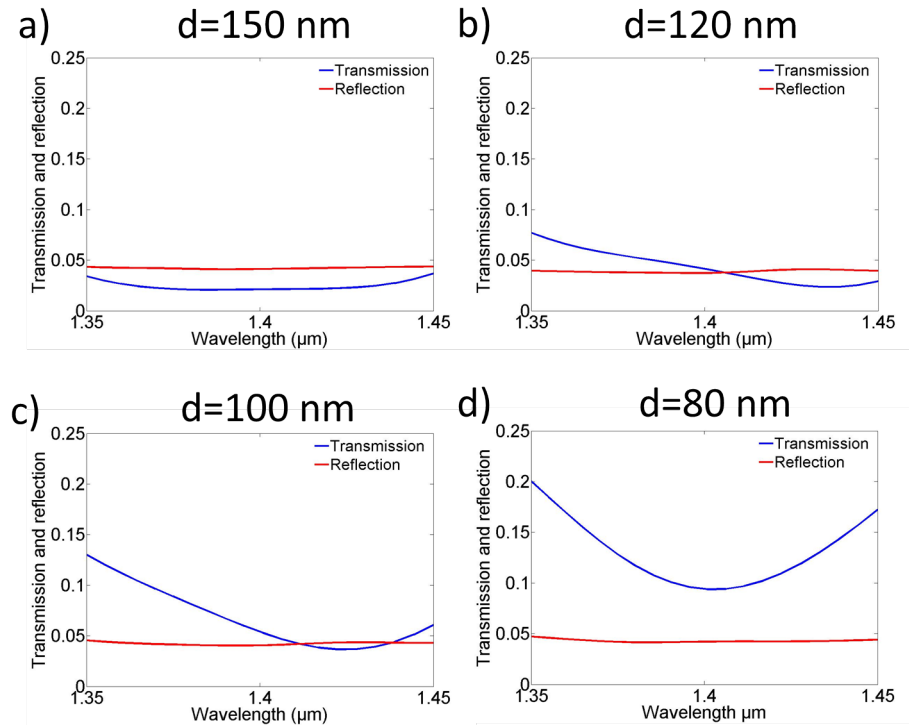 a) d=150 nm
Transmission and reflection
0.25
0.2
0.15
0.1
0.05
0
Transmission
Reflection
1.35 1.4 1.45
Wavelength (µm)
b) d=120 nm
Transmission and reflection
0.25
0.2
0.15
0.1
0.05
0
Transmission
Reflection
1.35 1.4 1.45
Wavelength (µm)
c) d=100 nm
Transmission and reflection
0.25
0.2
0.15
0.1
0.05
0
Transmission
Reflection
1.35 1.4 1.45
Wavelength (µm)
d) d=80 nm
Transmission and reflection
0.25
0.2
0.15
0.1
0.05
0
Transmission
Reflection
1.35 1.4 1.45
Wavelength µm